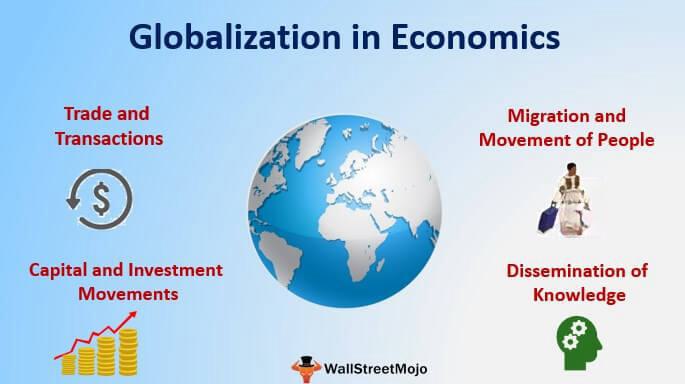 Globalization in Economics
Trade and
Transactions
$
Migration and
Movement of People
Capital and Investment
Movements
Dissemination of
Knowledge
WallStreetMojo